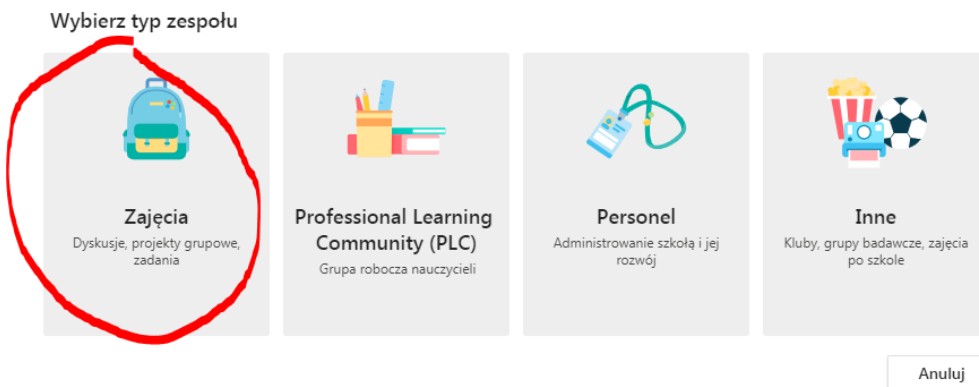 Wybierz typ zespołu
Zajęcia
Dyskusje, projekty grupowe,
zadania
Professional Learning
Community (PLC)
Grupa robocza nauczycieli
Personel
Administrowanie szkołą i jej
rozwój
Inne
Kluby, grupy badawcze, zajęcia
po szkole
Anuluj